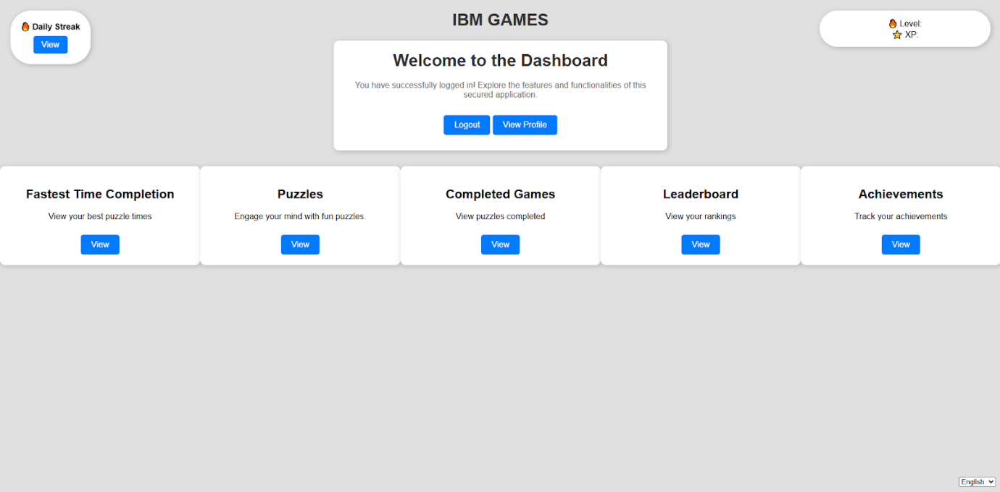 🔥 Daily Streak
View
IBM GAMES
🔥 Level:
⭐ XP:
Welcome to the Dashboard
You have successfully logged in! Explore the features and functionalities of this
secured application.
Logout View Profile
Fastest Time Completion
View your best puzzle times
View
Puzzles
Engage your mind with fun puzzles.
View
Completed Games
View puzzles completed
View
Leaderboard
View your rankings
View
Achievements
Track your achievements
View
English